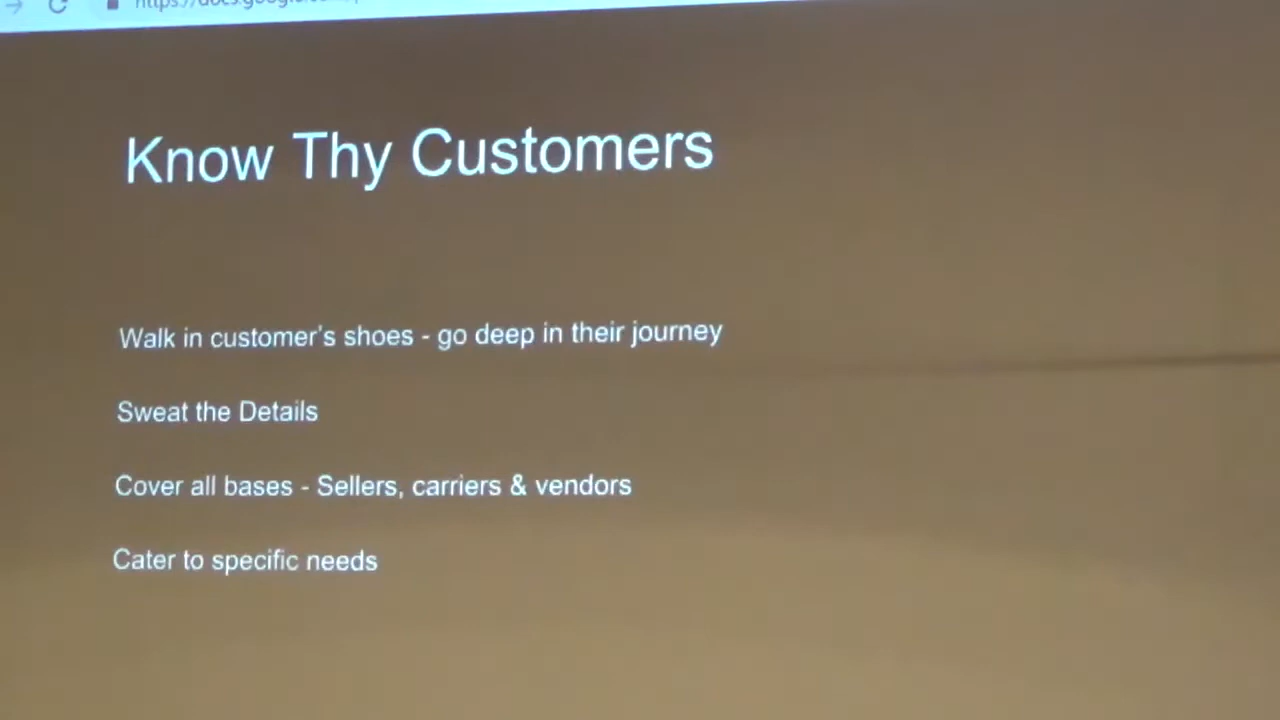 Know Thy Customers
Walk in customer's shoes - go deep in their journey
Sweat the Details
Cover all bases - Sellers, carriers & vendors
Cater to specific needs